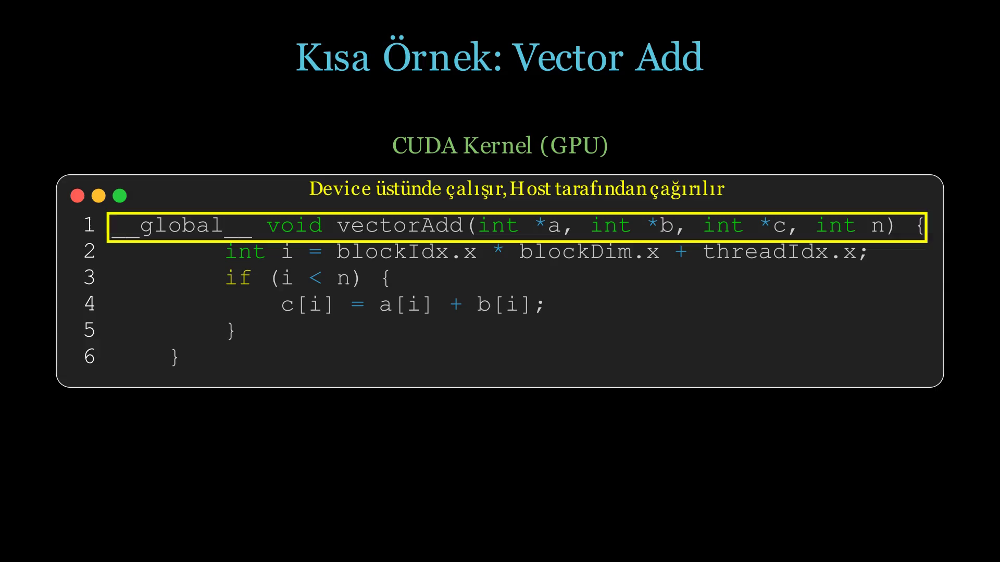 Kısa Örnek: Vector Add
CUDA Kernel (GPU)
Device üstünde çalışır, Host tarafından çağırılır
1 __global__ void vectorAdd(int *a, int *b, int *c, int n) {
2         int i = blockIdx.x * blockDim.x + threadIdx.x;
3         if (i < n) {
4             c[i] = a[i] + b[i];
5         }
6     }